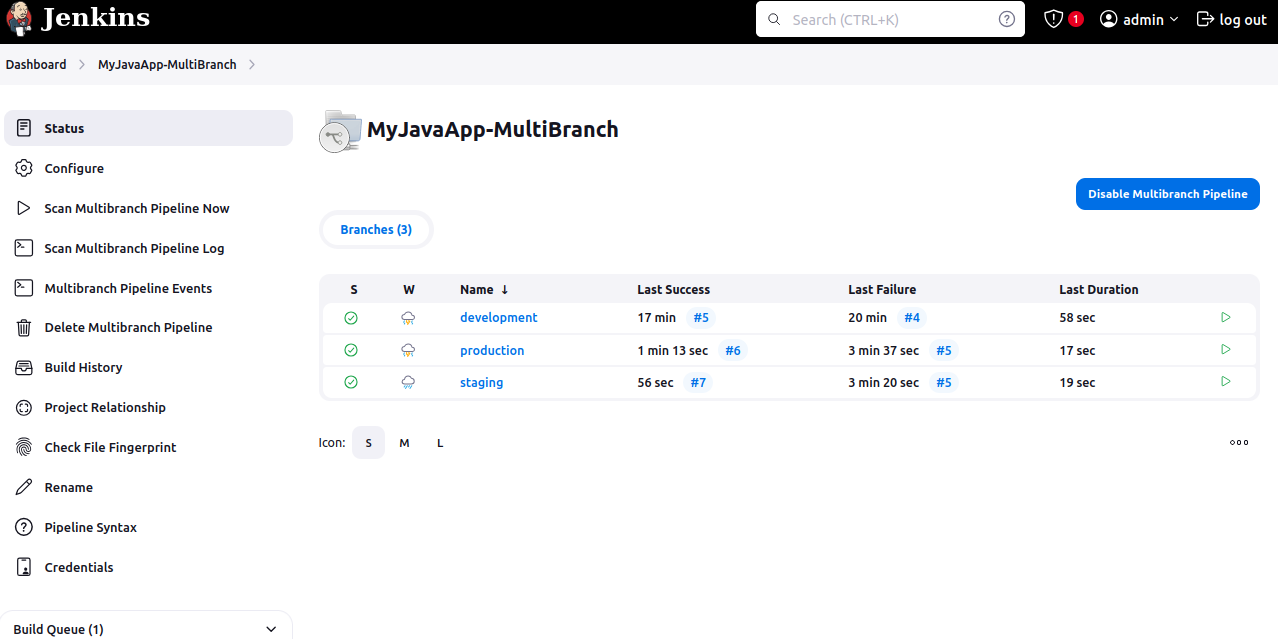 Jenkins
Search (CTRL+K)
1
admin
log out
Dashboard
MyJavaApp-MultiBranch
Status
Configure
Scan Multibranch Pipeline Now
Scan Multibranch Pipeline Log
Multibranch Pipeline Events
Delete Multibranch Pipeline
Build History
Project Relationship
Check File Fingerprint
Rename
Pipeline Syntax
Credentials
Build Queue (1)
MyJavaApp-MultiBranch
Disable Multibranch Pipeline
Branches (3)
S W Name ↓ Last Success Last Failure Last Duration
development 17 min #5 20 min #4 58 sec
production 1 min 13 sec #6 3 min 37 sec #5 17 sec
staging 56 sec #7 3 min 20 sec #5 19 sec
Icon: S M L